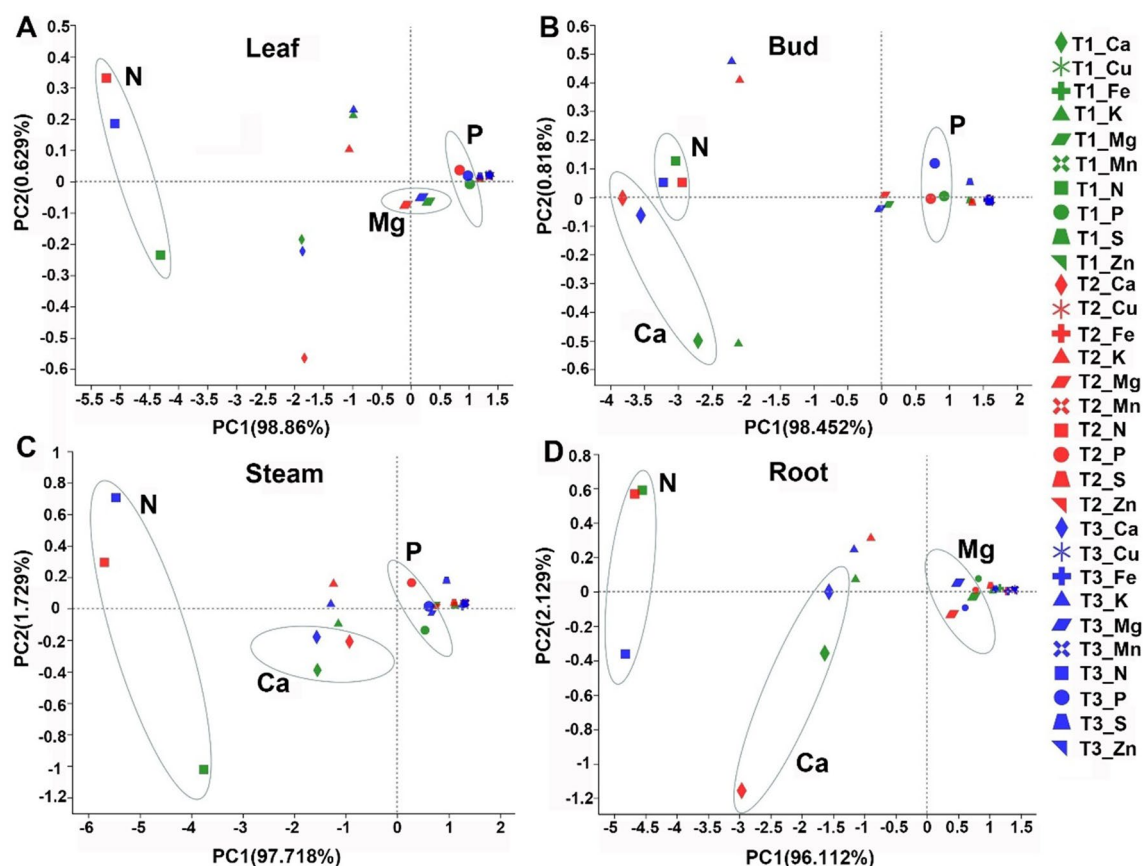 A
Leaf
N
P
Mg
PC2(0.629%)
0.5
0.4
0.3
0.2
0.1
0
-0.1
-0.2
-0.3
-0.4
-0.5
-0.6
-5.5 -5 -4.5 -4 -3.5 -3 -2.5 -2 -1.5 -1 -0.5 0 0.5 1 1.5
PC1(98.86%)
B
Bud
N
P
Ca
PC2(0.818%)
0.6
0.5
0.4
0.3
0.2
0.1
0
-0.1
-0.2
-0.3
-0.4
-0.5
-0.6
-4 -3.5 -3 -2.5 -2 -1.5 -1 -0.5 0 0.5 1 1.5 2
PC1(98.452%)
C
Steam
N
P
Ca
PC2(1.729%)
1
0.8
0.6
0.4
0.2
0
-0.2
-0.4
-0.6
-0.8
-1
-1.2
-6 -5 -4 -3 -2 -1 0 1 2
PC1(97.718%)
D
Root
N
Mg
Ca
PC2(2.129%)
0.8
0.6
0.4
0.2
0
-0.2
-0.4
-0.6
-0.8
-1
-1.2
-5 -4.5 -4 -3.5 -3 -2.5 -2 -1.5 -1 -0.5 0 0.5 1 1.5
PC1(96.112%)
T1_Ca
T1_Cu
T1_Fe
T1_K
T1_Mg
T1_Mn
T1_N
T1_P
T1_S
T1_Zn
T2_Ca
T2_Cu
T2_Fe
T2_K
T2_Mg
T2_Mn
T2_N
T2_P
T2_S
T2_Zn
T3_Ca
T3_Cu
T3_Fe
T3_K
T3_Mg
T3_Mn
T3_N
T3_P
T3_S
T3_Zn